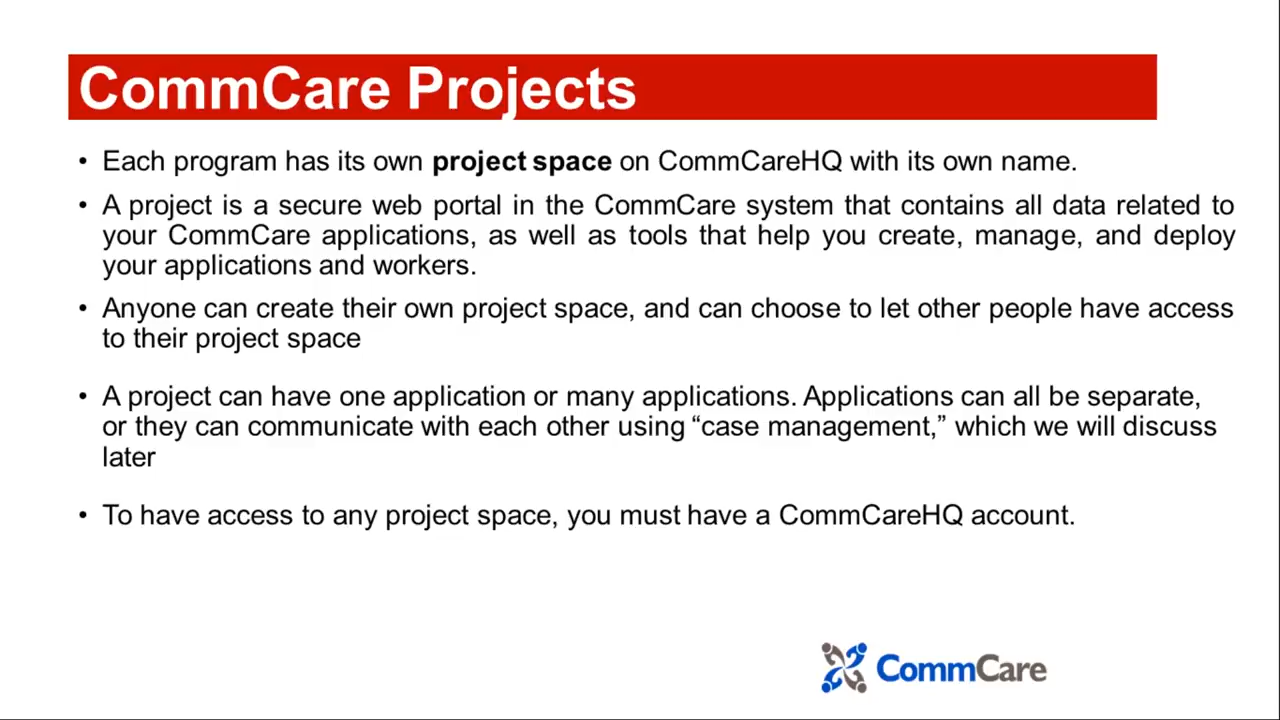 CommCare Projects
• Each program has its own project space on CommCareHQ with its own name.
• A project is a secure web portal in the CommCare system that contains all data related to
your CommCare applications, as well as tools that help you create, manage, and deploy
your applications and workers.
• Anyone can create their own project space, and can choose to let other people have access
to their project space
• A project can have one application or many applications. Applications can all be separate,
or they can communicate with each other using “case management,” which we will discuss
later
• To have access to any project space, you must have a CommCareHQ account.
CommCare